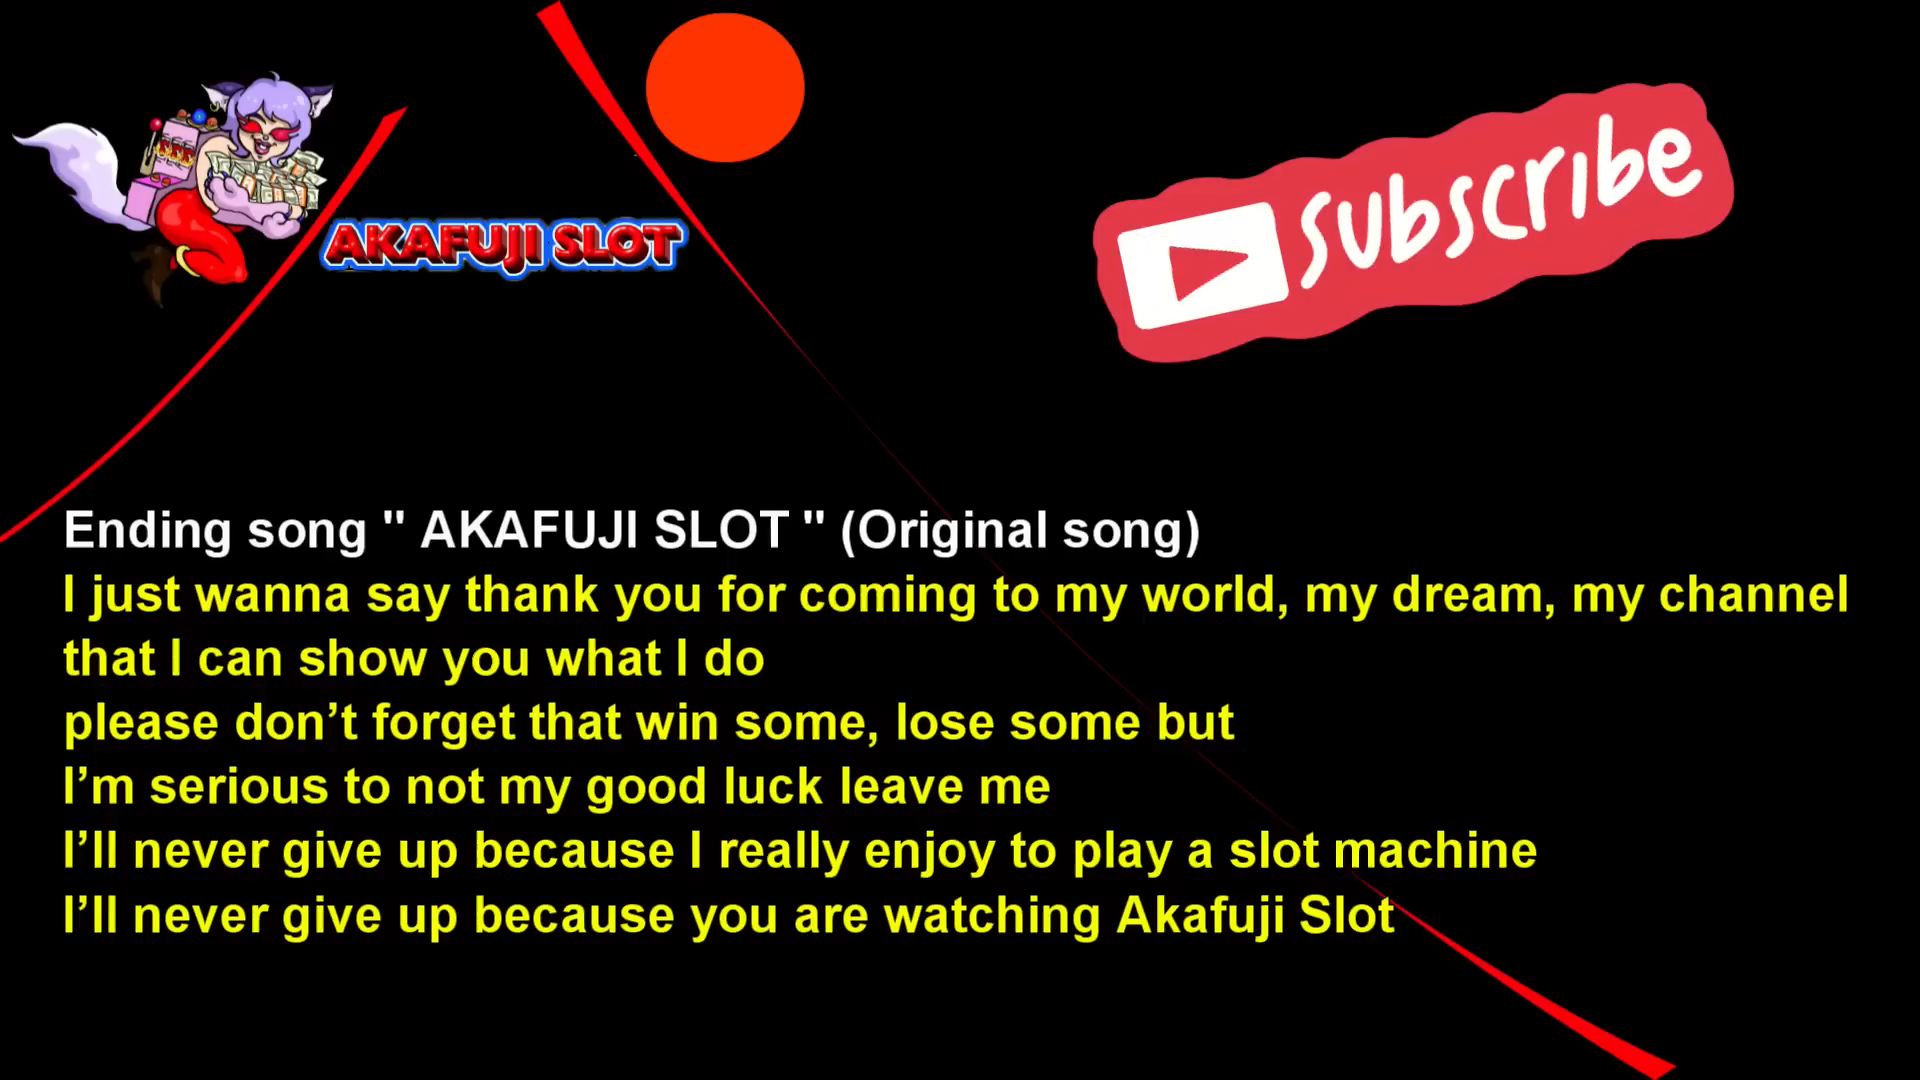 AKAFUJI SLOT
Subscribe
Ending song " AKAFUJI SLOT " (Original song)
I just wanna say thank you for coming to my world, my dream, my channel
that I can show you what I do
please don’t forget that win some, lose some but
I’m serious to not my good luck leave me
I’ll never give up because I really enjoy to play a slot machine
I’ll never give up because you are watching Akafuji Slot